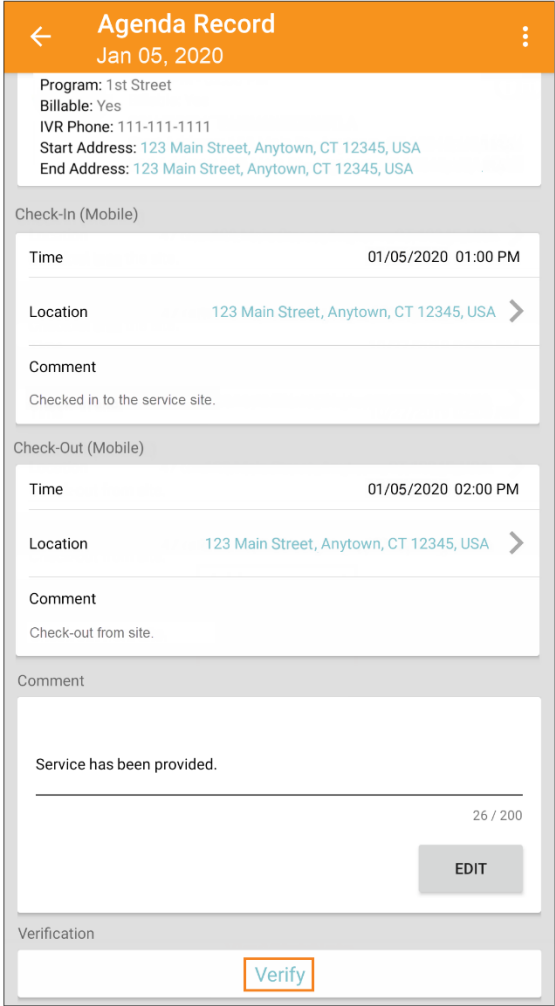 Agenda Record
Jan 05, 2020
Program: 1st Street
Billable: Yes
IVR Phone: 111-111-1111
Start Address: 123 Main Street, Anytown, CT 12345, USA
End Address: 123 Main Street, Anytown, CT 12345, USA
Check-In (Mobile)
Time 01/05/2020 01:00 PM
Location 123 Main Street, Anytown, CT 12345, USA
Comment
Checked in to the service site.
Check-Out (Mobile)
Time 01/05/2020 02:00 PM
Location 123 Main Street, Anytown, CT 12345, USA
Comment
Check-out from site.
Comment
Service has been provided.
26 / 200
EDIT
Verification
Verify